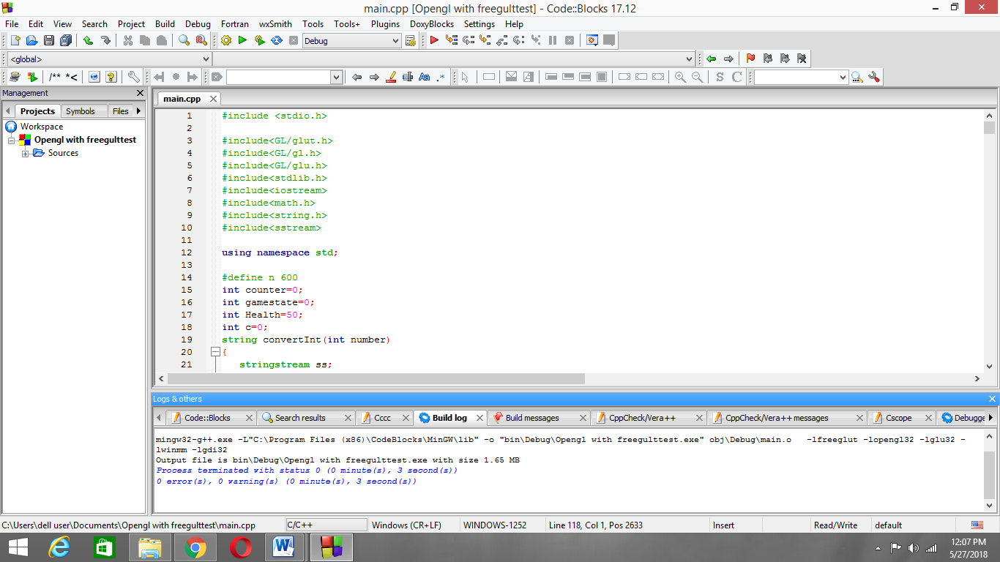 main.cpp [Opengl with freegulttest] - Code::Blocks 17.12
File Edit View Search Project Build Debug Fortran wxSmith Tools Tools+ Plugins DoxyBlocks Settings Help
Debug
<global>
/** *<
Aa .*
S C
Management
main.cpp
Projects Symbols Files
Workspace
Opengl with freegulttest
Sources
1 #include <stdio.h>
2
3 #include<GL/glut.h>
4 #include<GL/gl.h>
5 #include<GL/glu.h>
6 #include<stdlib.h>
7 #include<iostream>
8 #include<math.h>
9 #include<string.h>
10 #include<sstream>
11
12 using namespace std;
13
14 #define n 600
15 int counter=0;
16 int gamestate=0;
17 int Health=50;
18 int c=0;
19 string convertInt(int number)
20 {
21 stringstream ss;
Logs & others
Code::Blocks Search results Cccc Build log Build messages CppCheck/Vera++ CppCheck/Vera++ messages Cscope Debugge
mingw32-g++.exe -L"C:\Program Files (x86)\CodeBlocks\MinGW\lib" -o "bin\Debug\Opengl with freegulttest.exe" obj\Debug\main.o -lfreeglut -lopengl32 -lglu32 -
lwinmm -lgdi32
Output file is bin\Debug\Opengl with freegulttest.exe with size 1.65 MB
Process terminated with status 0 (0 minute(s), 3 second(s))
0 error(s), 0 warning(s) (0 minute(s), 3 second(s))
C:\Users\dell user\Documents\Opengl with freegulttest\main.cpp C/C++ Windows (CR+LF) WINDOWS-1252 Line 118, Col 1, Pos 2633 Insert Read/Write default
12:07 PM
5/27/2018